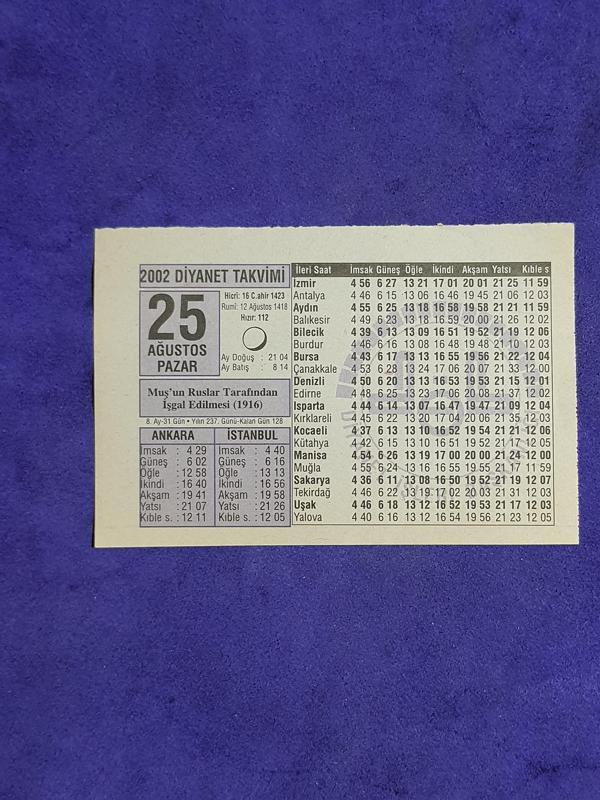 2002 DİYANET TAKVİMİ
25
AĞUSTOS
PAZAR
Hicri: 16 C.ahir 1423
Rumî: 12 Ağustos 1418
Hızır: 112
Ay Doğuş : 21 04
Ay Batış : 8 14
Muş'un Ruslar Tarafından
İşgal Edilmesi (1916)
8. Ay-31 Gün • Yılın 237. Günü-Kalan Gün 128
ANKARA
İmsak : 4 29
Güneş : 6 02
Öğle : 12 58
İkindi : 16 40
Akşam : 19 41
Yatsı : 21 07
Kıble s. : 12 11
İSTANBUL
İmsak : 4 40
Güneş : 6 16
Öğle : 13 13
İkindi : 16 56
Akşam : 19 58
Yatsı : 21 26
Kıble s. : 12 05
İleri Saat İmsak Güneş Öğle İkindi Akşam Yatsı Kıble s
İzmir 4 56 6 27 13 21 17 01 20 01 21 25 11 59
Antalya 4 46 6 15 13 06 16 46 19 45 21 06 12 03
Aydın 4 55 6 25 13 18 16 58 19 58 21 21 11 59
Balıkesir 4 49 6 23 13 18 16 59 20 00 21 26 12 02
Bilecik 4 39 6 13 13 09 16 51 19 52 21 19 12 06
Burdur 4 46 6 16 13 08 16 48 19 48 21 10 12 03
Bursa 4 43 6 17 13 13 16 55 19 56 21 22 12 04
Çanakkale 4 53 6 28 13 24 17 06 20 07 21 33 12 00
Denizli 4 50 6 20 13 13 16 53 19 53 21 15 12 01
Edirne 4 48 6 25 13 23 17 06 20 08 21 37 12 02
Isparta 4 44 6 14 13 07 16 47 19 47 21 09 12 04
Kırklareli 4 45 6 22 13 20 17 04 20 06 21 35 12 03
Kocaeli 4 37 6 13 13 10 16 52 19 54 21 21 12 06
Kütahya 4 42 6 15 13 10 16 51 19 52 21 17 12 05
Manisa 4 54 6 26 13 19 17 00 20 00 21 24 12 00
Muğla 4 55 6 24 13 16 16 55 19 55 21 17 11 59
Sakarya 4 36 6 11 13 08 16 50 19 52 21 19 12 07
Tekirdağ 4 46 6 22 13 19 17 02 20 03 21 31 12 03
Uşak 4 46 6 18 13 12 16 52 19 53 21 17 12 03
Yalova 4 40 6 16 13 12 16 54 19 56 21 23 12 05